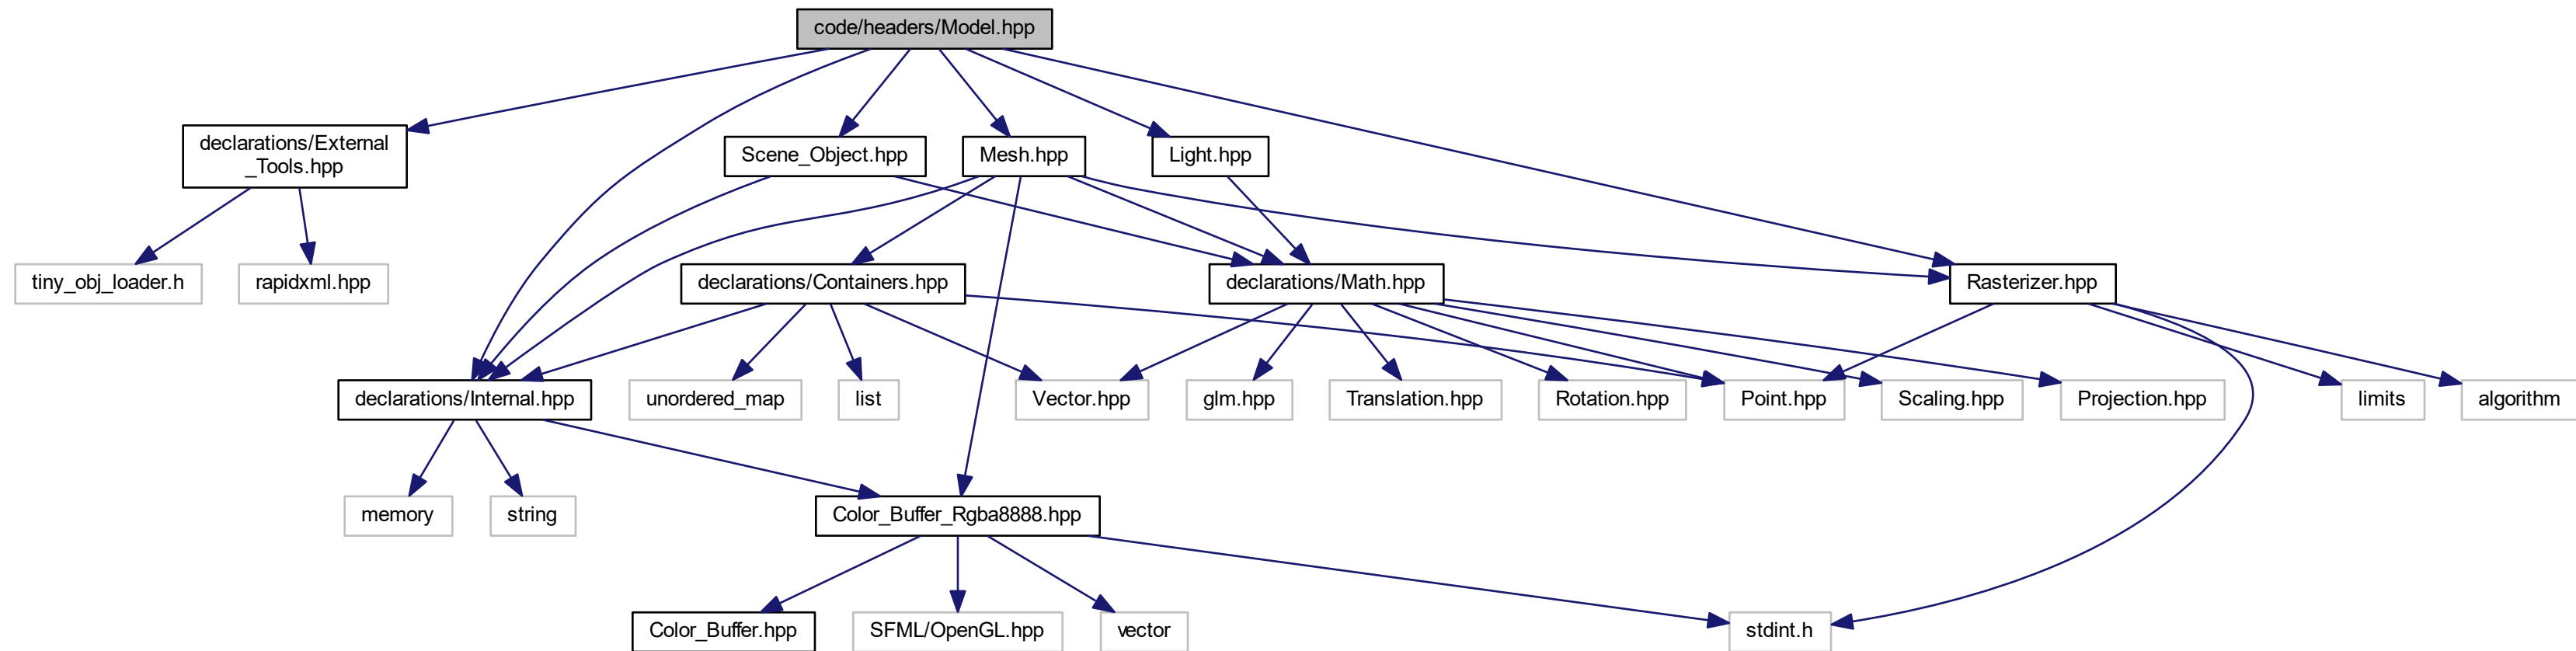 code/headers/Model.hpp
declarations/External
_Tools.hpp
Scene_Object.hpp
Mesh.hpp
Light.hpp
tiny_obj_loader.h
rapidxml.hpp
declarations/Containers.hpp
declarations/Math.hpp
Rasterizer.hpp
declarations/Internal.hpp
unordered_map
list
Vector.hpp
glm.hpp
Translation.hpp
Rotation.hpp
Point.hpp
Scaling.hpp
Projection.hpp
limits
algorithm
memory
string
Color_Buffer_Rgba8888.hpp
Color_Buffer.hpp
SFML/OpenGL.hpp
vector
stdint.h